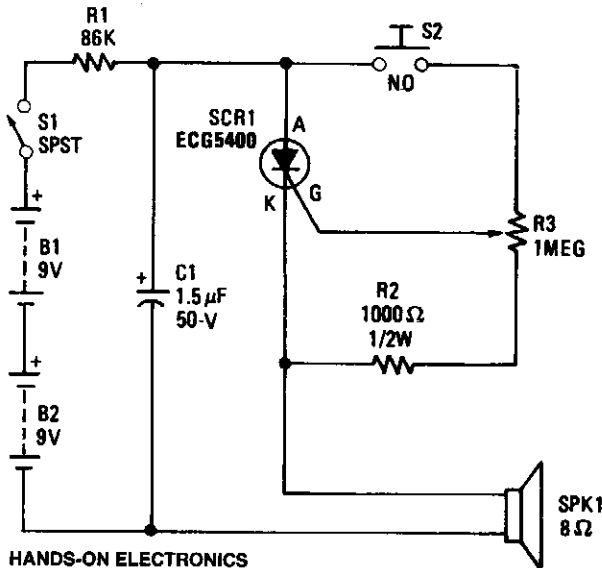 R1
86K
S2
N.O
S1
SPST
SCR1
ECG5400
A
G
K
+
B1
9V
+
C1
1.5µF
50-V
R3
1MEG
R2
1000Ω
1/2W
+
B2
9V
SPK1
8Ω
HANDS-ON ELECTRONICS